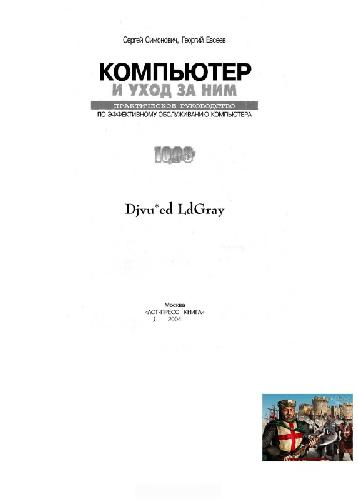 Сергей Симонович, Георгий Евсеев
КОМПЬЮТЕР
И УХОД ЗА НИМ
ПРАКТИЧЕСКОЕ РУКОВОДСТВО
ПО ЭФФЕКТИВНОМУ ОБСЛУЖИВАНИЮ КОМПЬЮТЕРА
Djvu*ed LdGray
Москва
«АСТ-ПРЕСС КНИГА»
2004